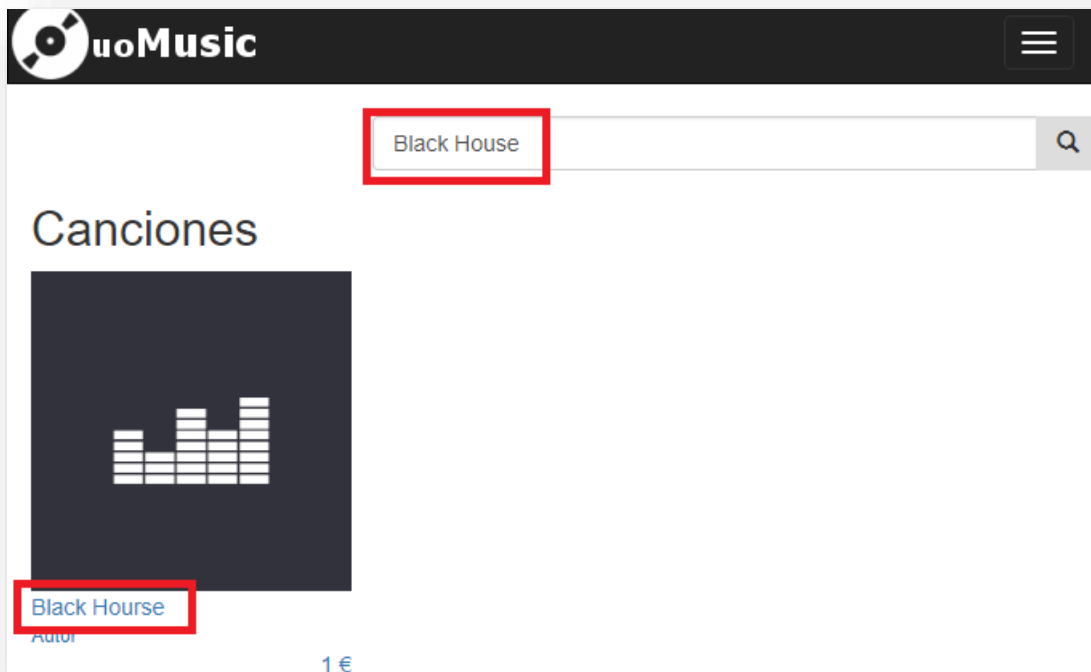 uoMusic
Black House
Canciones
Black Hourse
Autor
1 €